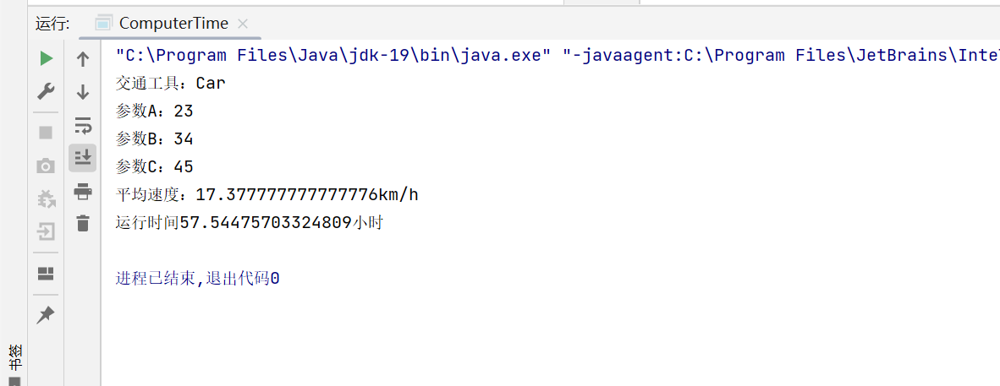 运行: ComputerTime
"C:\Program Files\Java\jdk-19\bin\java.exe" "-javaagent:C:\Program Files\JetBrains\Inte
交通工具：Car
参数A：23
参数B：34
参数C：45
平均速度：17.377777777777776km/h
运行时间57.54475703324809小时
进程已结束,退出代码0
书签